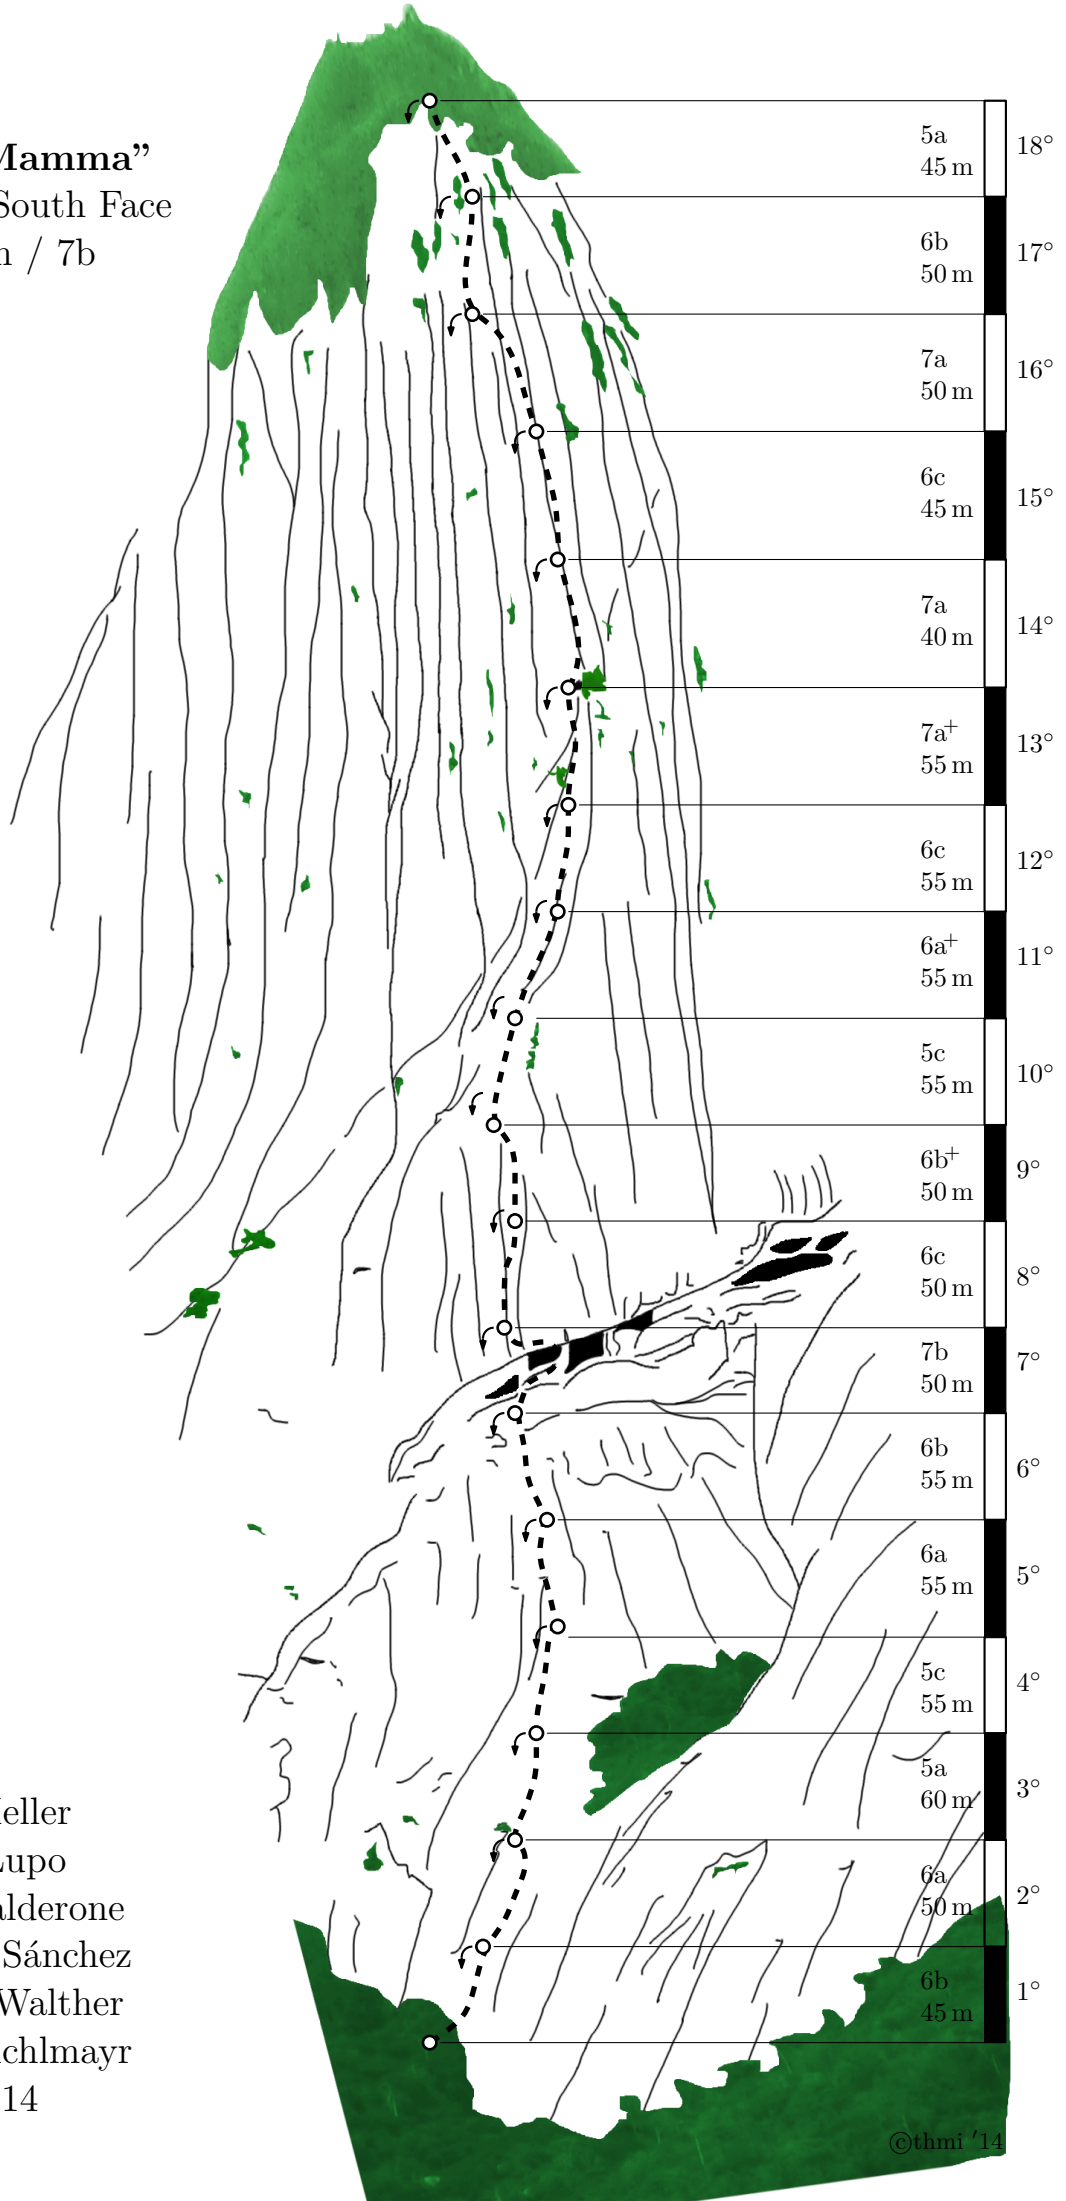 Mamma”
South Face
/ 7b
5a
45 m
18°
6b
50 m
17°
7a
50 m
16°
6c
45 m
15°
7a
40 m
14°
7a+
55 m
13°
6c
55 m
12°
6a+
55 m
11°
5c
55 m
10°
6b+
50 m
9°
6c
50 m
8°
7b
50 m
7°
6b
55 m
6°
6a
55 m
5°
5c
55 m
4°
5a
60 m
3°
6a
50 m
2°
6b
45 m
1°
eller
Lupo
alderone
Sánchez
Walther
chlmayr
14
©thmi ′14